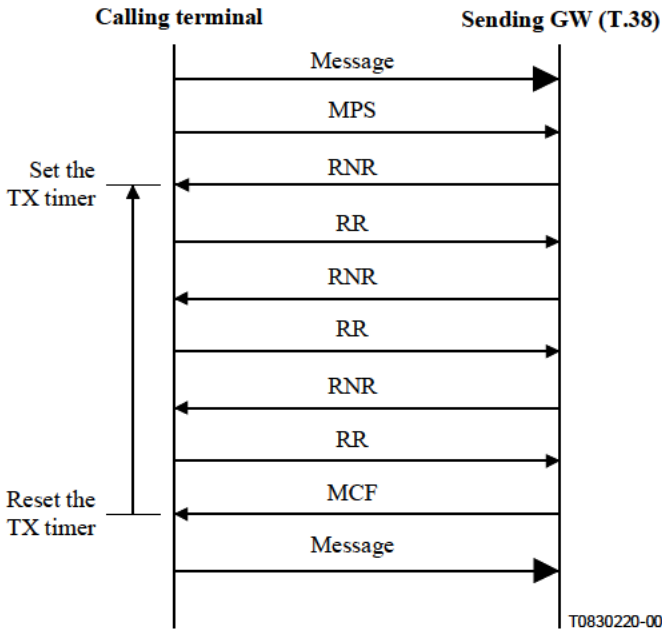 Calling terminal
Sending GW (T.38)
Message
MPS
Set the
TX timer
RNR
RR
RNR
RR
RNR
RR
Reset the
TX timer
MCF
Message
T0830220-00